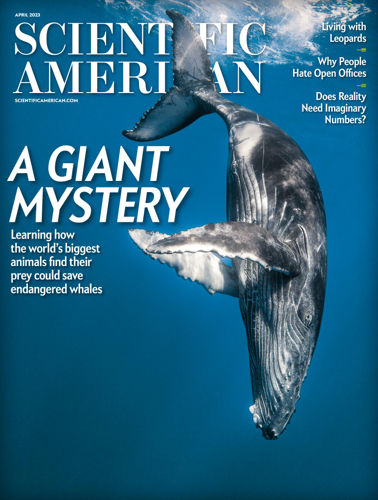 APRIL 2023
SCIENTIFIC
AMERICAN
SCIENTIFICAMERICAN.COM
Living with
Leopards
Why People
Hate Open Offices
Does Reality
Need Imaginary
Numbers?
A GIANT
MYSTERY
Learning how
the world's biggest
animals find their
prey could save
endangered whales